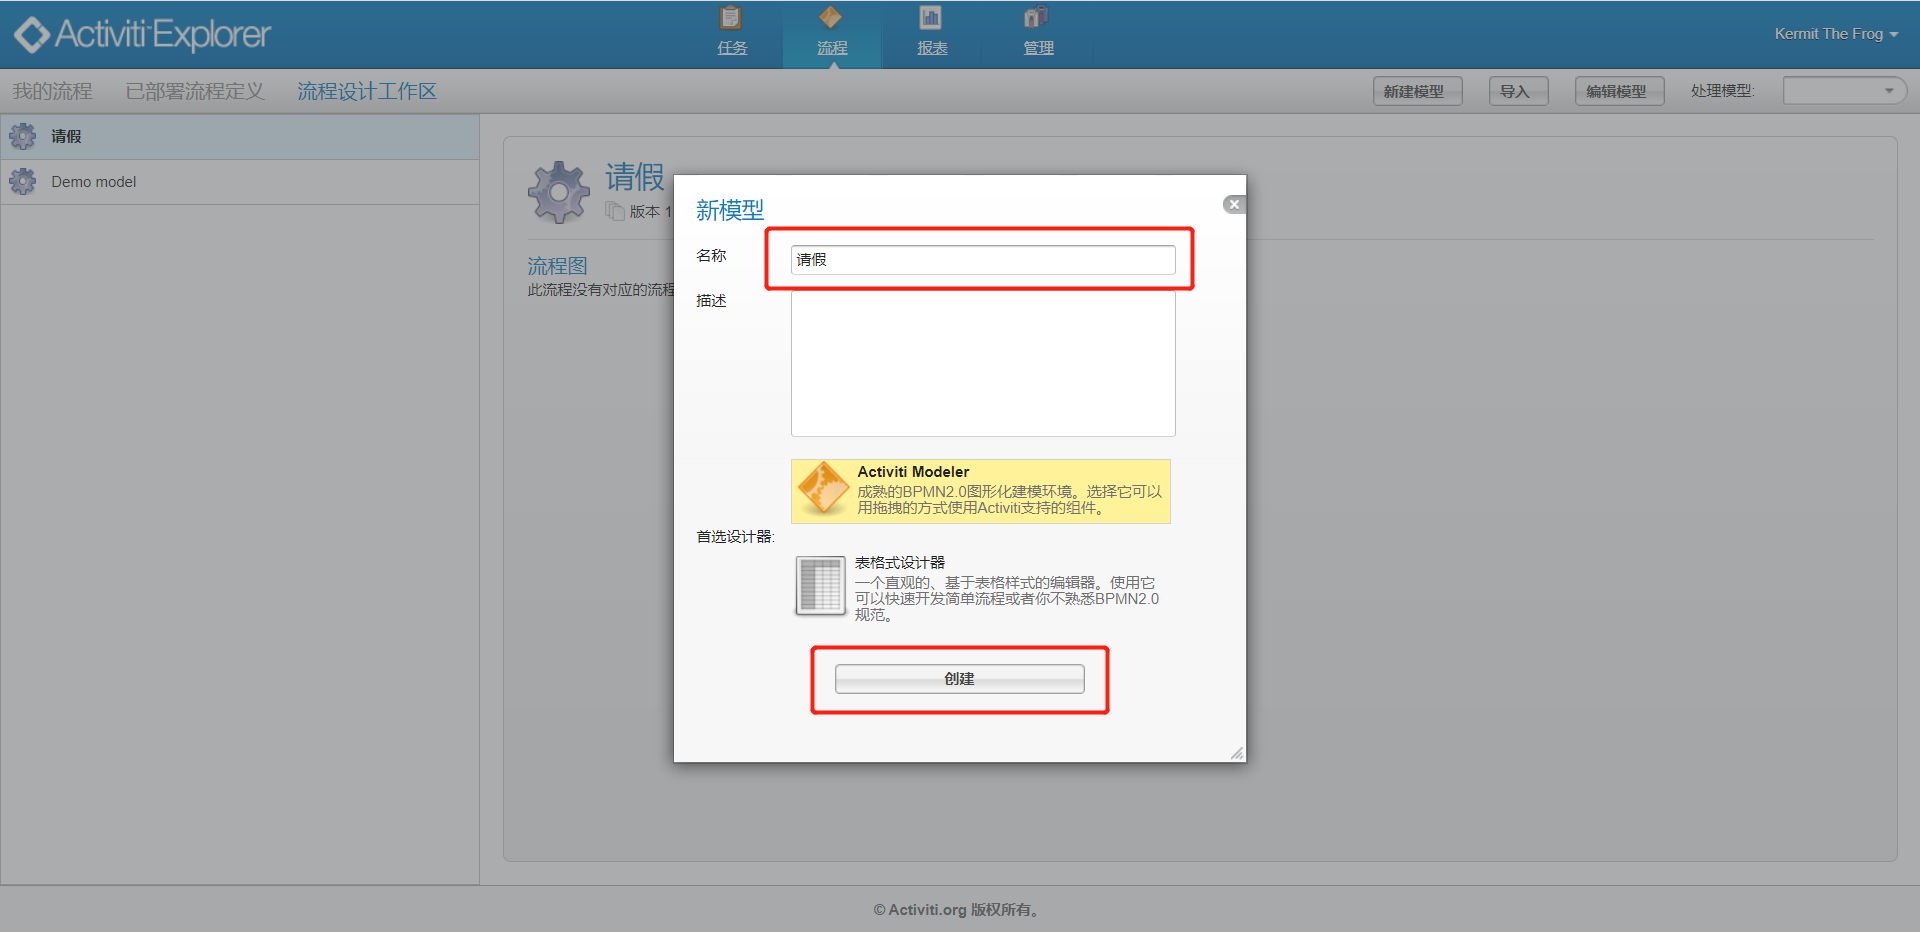 Activiti Explorer
任务
流程
报表
管理
Kermit The Frog
我的流程
已部署流程定义
流程设计工作区
新建模型
导入
编辑模型
处理模型:
请假
Demo model
请假
版本 1
流程图
此流程没有对应的流程
新模型
名称
请假
描述
Activiti Modeler
成熟的BPMN2.0图形化建模环境。选择它可以
用拖拽的方式使用Activiti支持的组件。
首选设计器:
表格式设计器
一个直观的、基于表格样式的编辑器。使用它
可以快速开发简单流程或者你不熟悉BPMN2.0
规范。
创建
© Activiti.org 版权所有。